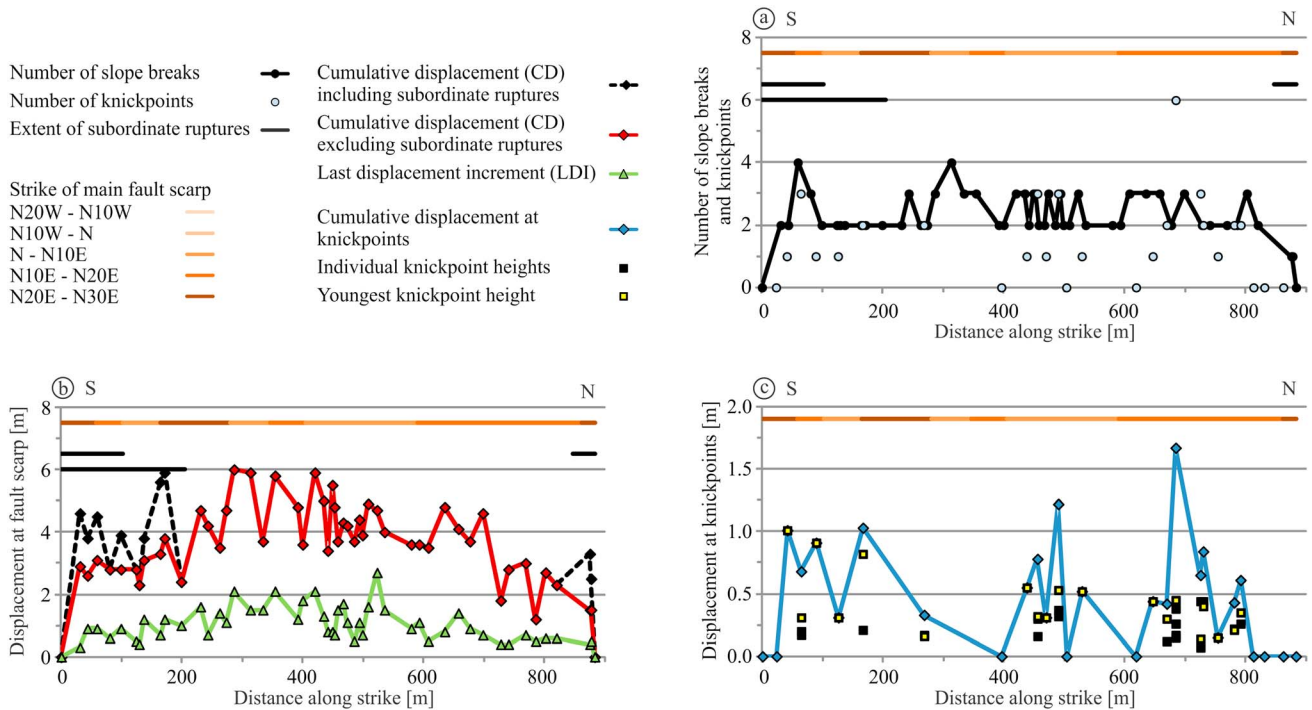 Number of slope breaks
Number of knickpoints
Extent of subordinate ruptures
Strike of main fault scarp
N20W - N10W
N10W - N
N - N10E
N10E - N20E
N20E - N30E
Cumulative displacement (CD)
including subordinate ruptures
Cumulative displacement (CD)
excluding subordinate ruptures
Last displacement increment (LDI)
Cumulative displacement at
knickpoints
Individual knickpoint heights
Youngest knickpoint height
a S N
Number of slope breaks
and knickpoints
8
6
4
2
0
0 200 400 600 800
Distance along strike [m]
b S N
Displacement at fault scarp [m]
8
6
4
2
0
0 200 400 600 800
Distance along strike [m]
c S N
Displacement at knickpoints [m]
2.0
1.5
1.0
0.5
0.0
0 200 400 600 800
Distance along strike [m]